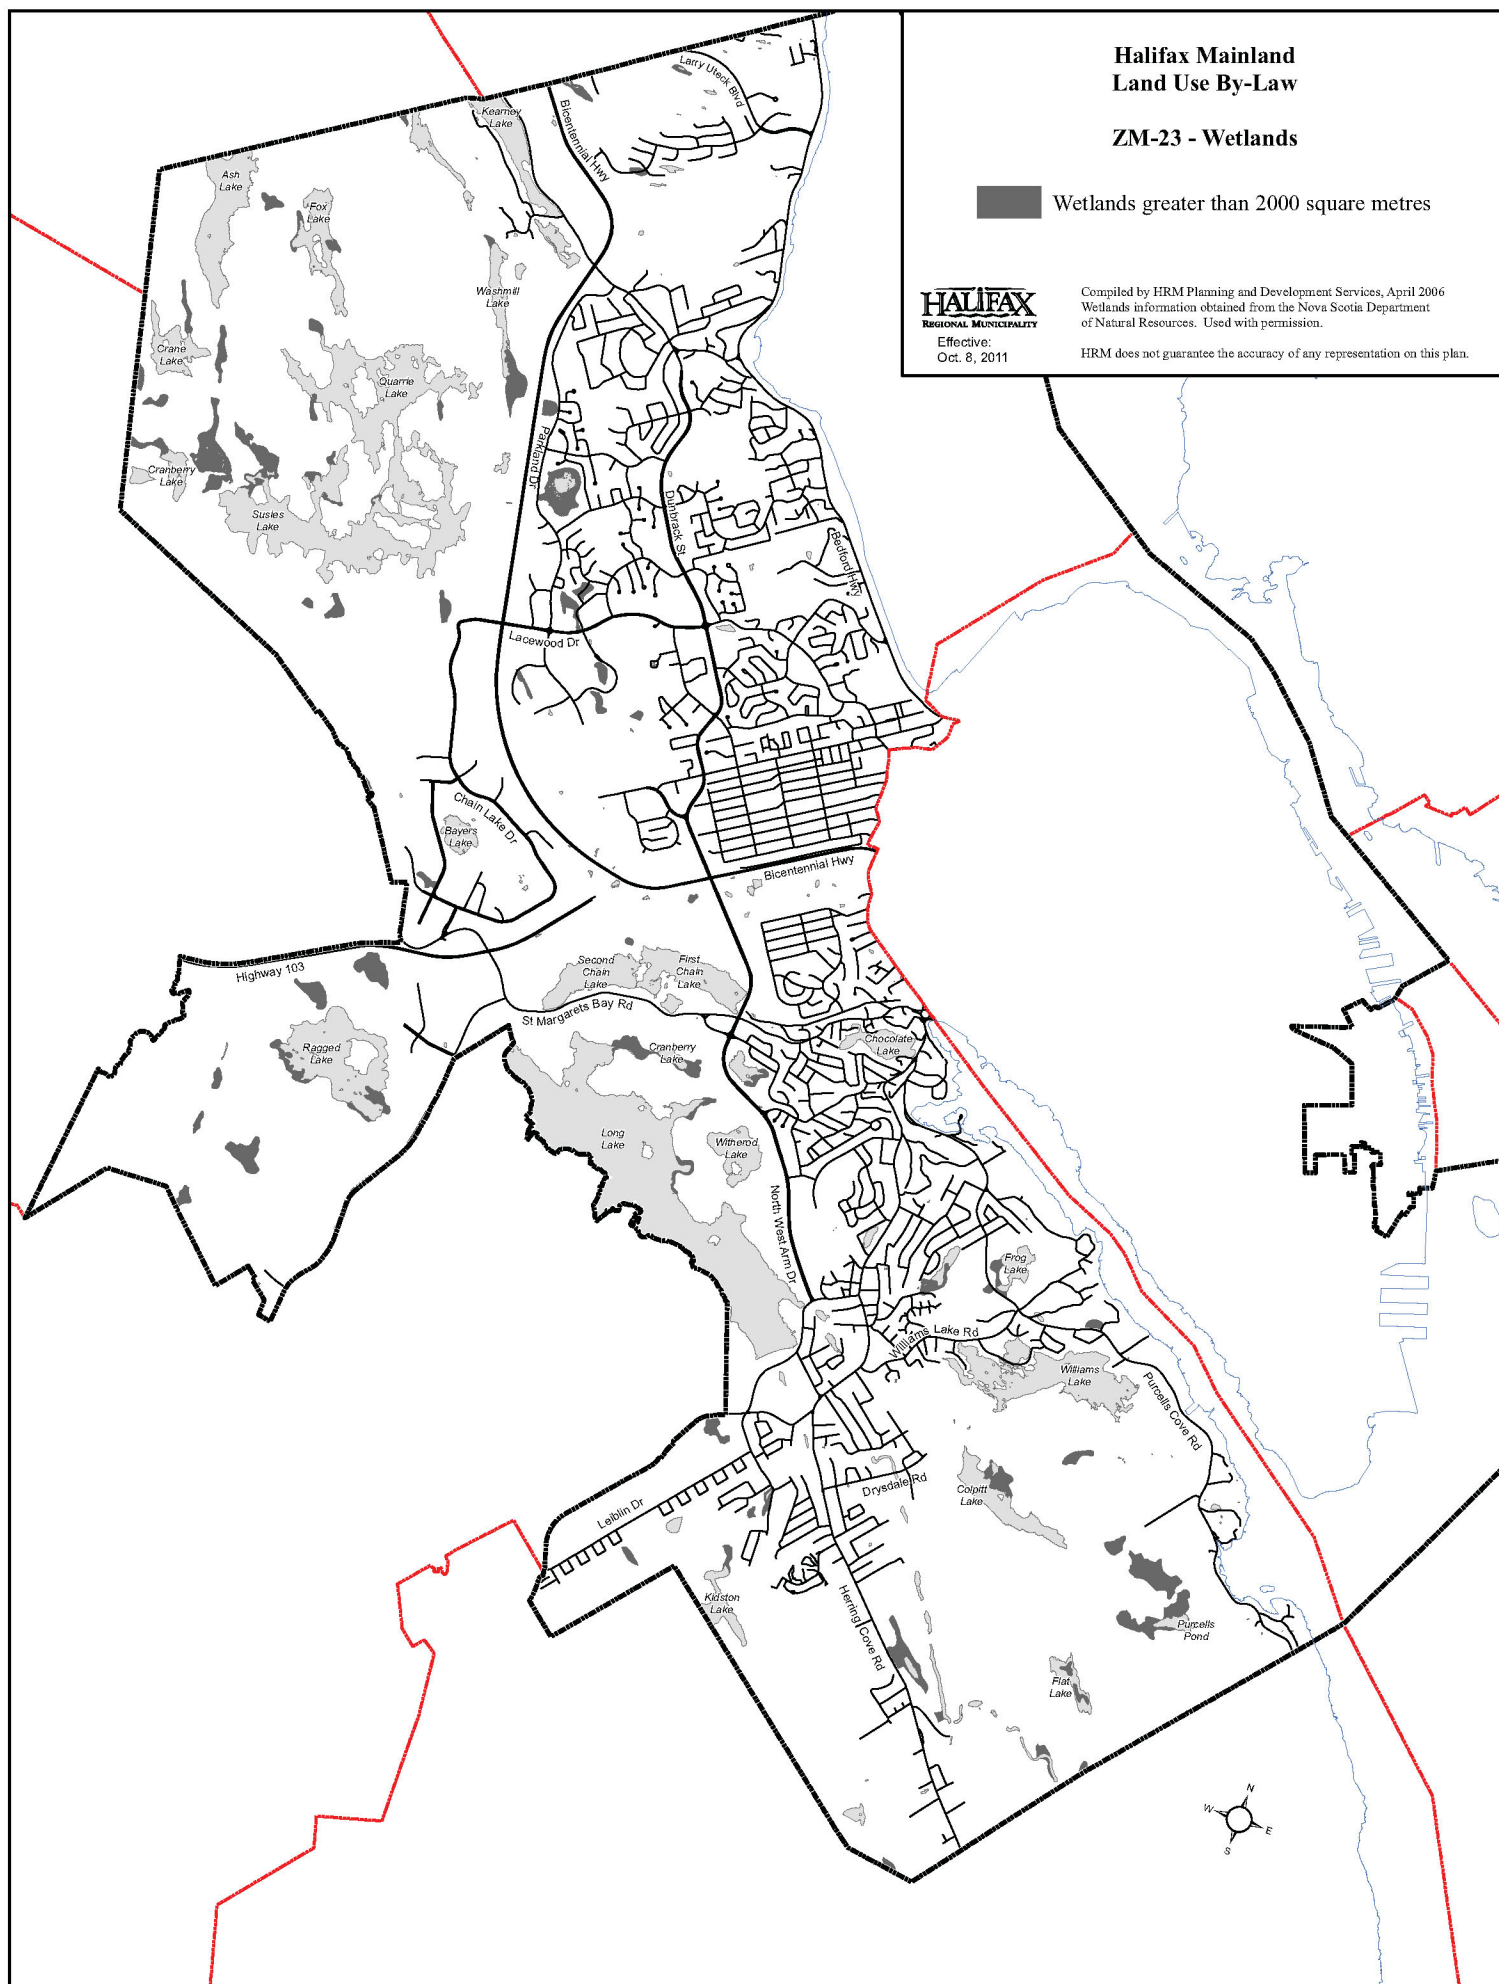 Halifax Mainland
Land Use By-Law
ZM-23 - Wetlands
Wetlands greater than 2000 square metres
HALIFAX
REGIONAL MUNICIPALITY
Effective:
Oct. 8, 2011
Compiled by HRM Planning and Development Services, April 2006
Wetlands information obtained from the Nova Scotia Department
of Natural Resources. Used with permission.
HRM does not guarantee the accuracy of any representation on this plan.
Larry Uteck Blvd
Kearney
Lake
Bicentennial Hwy
Ash
Lake
Fox
Lake
Washmill
Lake
Crane
Lake
Quarrie
Lake
Parkland Dr
Cranberry
Lake
Susies
Lake
Dunbrack St
Bedford Hwy
Lacewood Dr
Chain Lake Dr
Bayers
Lake
Bicentennial Hwy
Highway 103
Second
Chain
Lake
First
Chain
Lake
St Margarets Bay Rd
Ragged
Lake
Cranberry
Lake
Chocolate
Lake
Long
Lake
Witherod
Lake
North West Arm Dr
Frog
Lake
Williams Lake Rd
Williams
Lake
Purcells Cove Rd
Drysdale Rd
Colpitt
Lake
Leiblin Dr
Kidston
Lake
Herring Cove Rd
Purcells
Pond
Flat
Lake
N
W
E
S